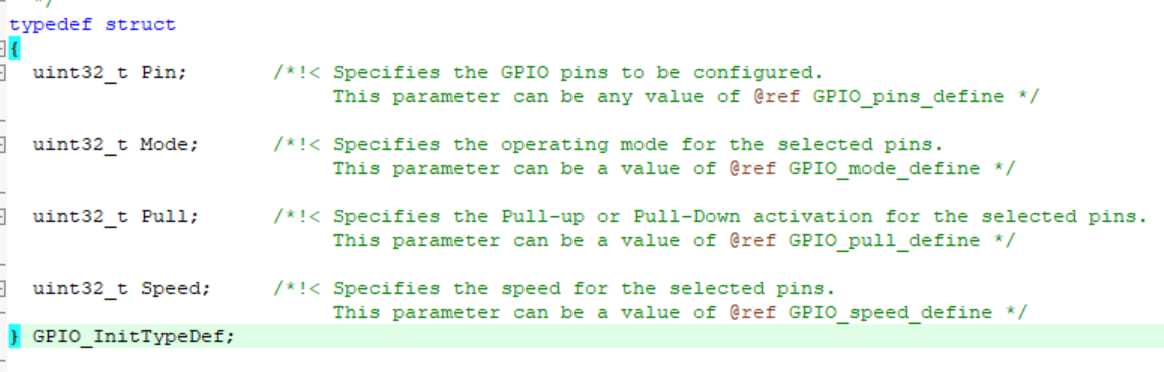 */
typedef struct
{
uint32_t Pin; /*!< Specifies the GPIO pins to be configured.
This parameter can be any value of @ref GPIO_pins_define */
uint32_t Mode; /*!< Specifies the operating mode for the selected pins.
This parameter can be a value of @ref GPIO_mode_define */
uint32_t Pull; /*!< Specifies the Pull-up or Pull-Down activation for the selected pins.
This parameter can be a value of @ref GPIO_pull_define */
uint32_t Speed; /*!< Specifies the speed for the selected pins.
This parameter can be a value of @ref GPIO_speed_define */
} GPIO_InitTypeDef;